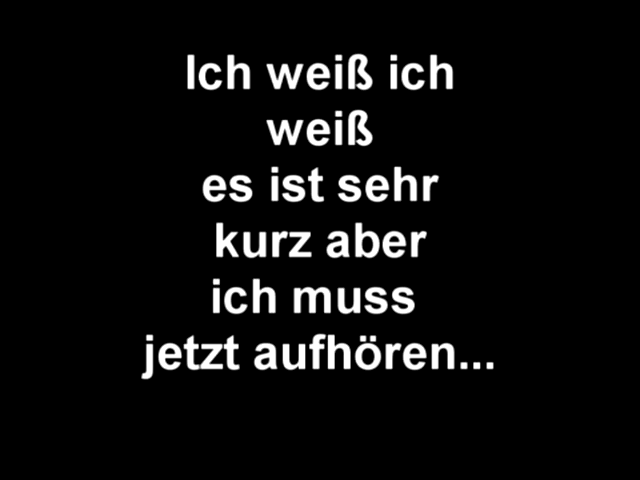 Ich weiß ich
weiß
es ist sehr
kurz aber
ich muss
jetzt aufhören...